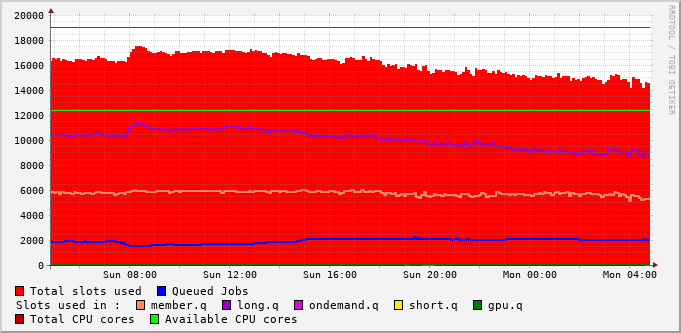 20000
18000
16000
14000
12000
10000
8000
6000
4000
2000
0
Sun 08:00 Sun 12:00 Sun 16:00 Sun 20:00 Mon 00:00 Mon 04:00
Total slots used Queued Jobs
Slots used in : member.q long.q ondemand.q short.q gpu.q
Total CPU cores Available CPU cores
RRDTOOL / TOBI OETIKER